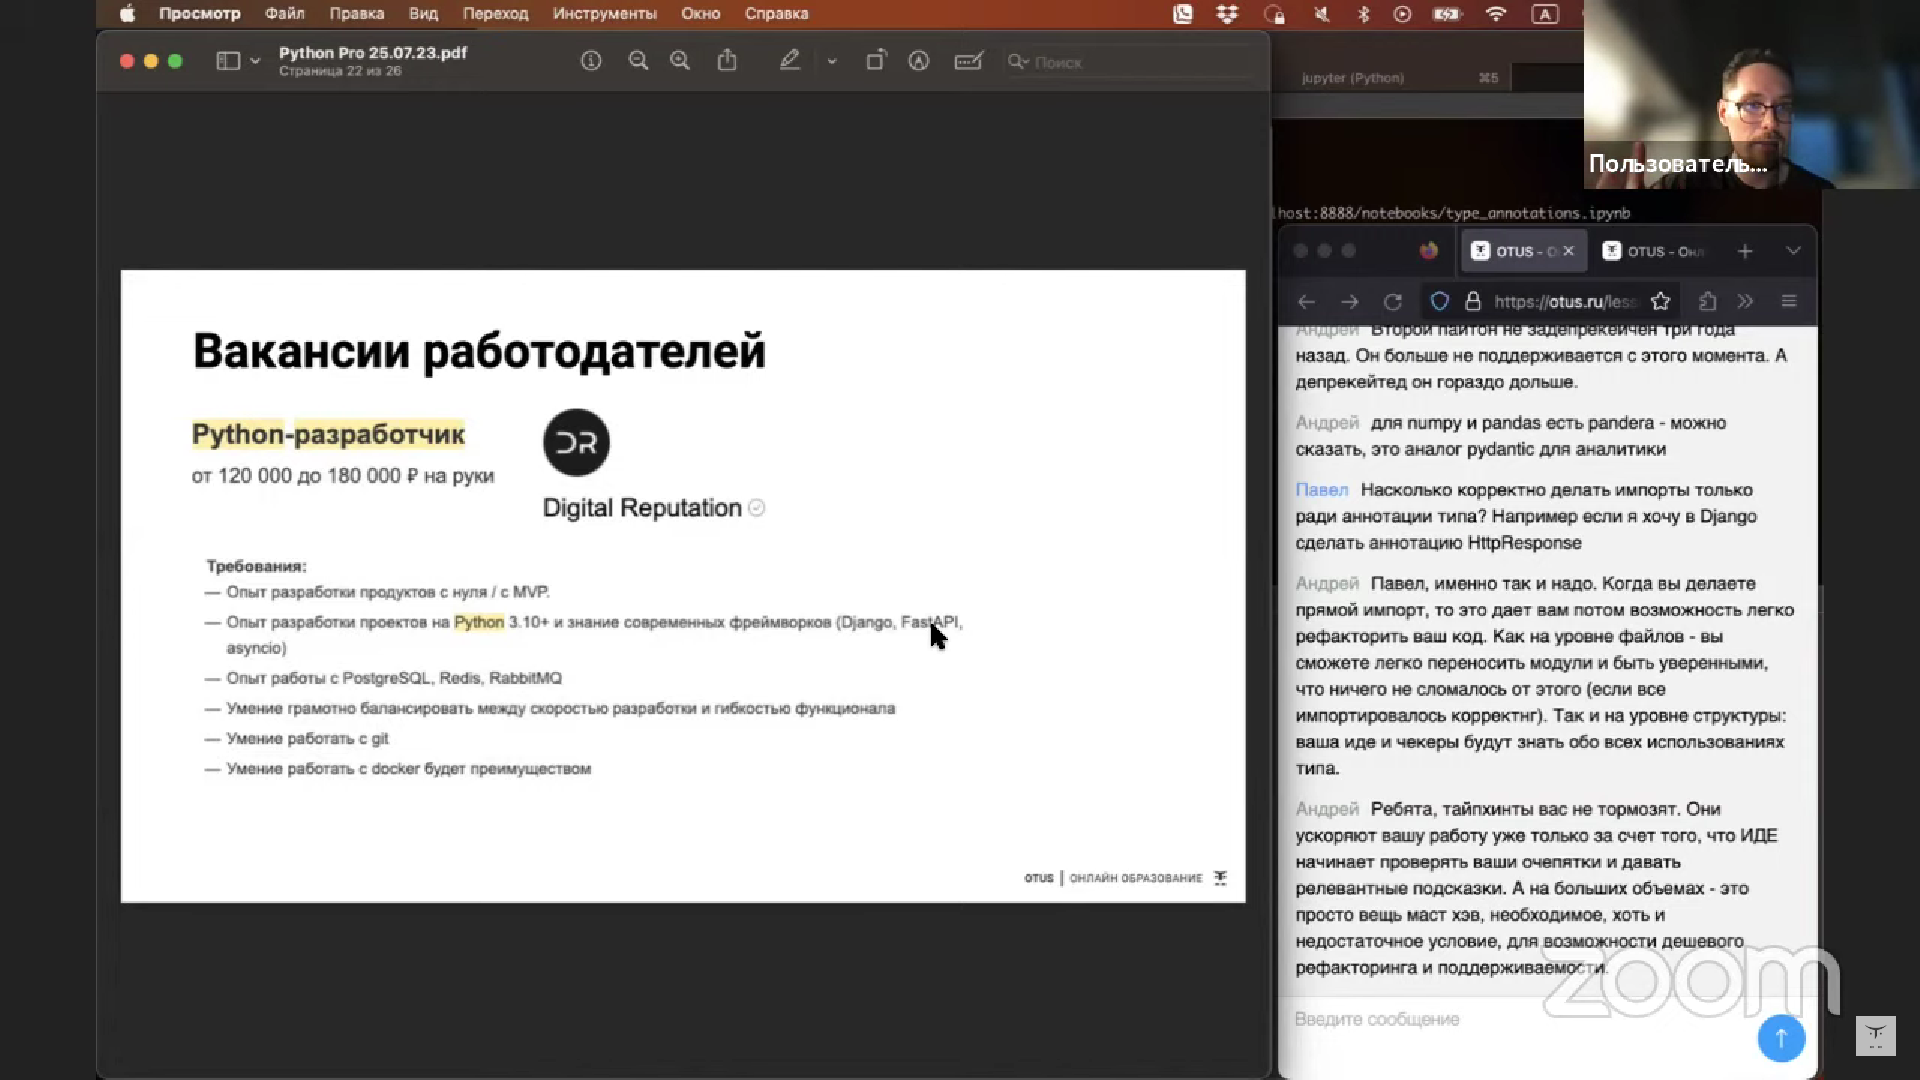 Просмотр Файл Правка Вид Переход Инструменты Окно Справка
A
Python Pro 25.07.23.pdf
Страница 22 из 26
Поиск
jupyter (Python) ⌘5
Пользователь...
lhost:8888/notebooks/type_annotations.ipynb
Вакансии работодателей
Python-разработчик
от 120 000 до 180 000 ₽ на руки
DR
Digital Reputation
Требования:
— Опыт разработки продуктов с нуля / с MVP.
— Опыт разработки проектов на Python 3.10+ и знание современных фреймворков (Django, FastAPI,
asyncio)
— Опыт работы с PostgreSQL, Redis, RabbitMQ
— Умение грамотно балансировать между скоростью разработки и гибкостью функционала
— Умение работать с git
— Умение работать с docker будет преимуществом
OTUS | ОНЛАЙН ОБРАЗОВАНИЕ
OTUS - О OTUS - Онл
https://otus.ru/less
Андрей Второй пайтон не задепрекейчен три года
назад. Он больше не поддерживается с этого момента. А
депрекейтед он гораздо дольше.
Андрей для numpy и pandas есть pandera - можно
сказать, это аналог pydantic для аналитики
Павел Насколько корректно делать импорты только
ради аннотации типа? Например если я хочу в Django
сделать аннотацию HttpResponse
Андрей Павел, именно так и надо. Когда вы делаете
прямой импорт, то это дает вам потом возможность легко
рефакторить ваш код. Как на уровне файлов - вы
сможете легко переносить модули и быть уверенными,
что ничего не сломалось от этого (если все
импортировалось корректнг). Так и на уровне структуры:
ваша иде и чекеры будут знать обо всех использованиях
типа.
Андрей Ребята, тайпхинты вас не тормозят. Они
ускоряют вашу работу уже только за счет того, что ИДЕ
начинает проверять ваши очепятки и давать
релевантные подсказки. А на больших объемах - это
просто вещь маст хэв, необходимое, хоть и
недостаточное условие, для возможности дешевого
рефакторинга и поддерживаемости.
zoom
Введите сообщение